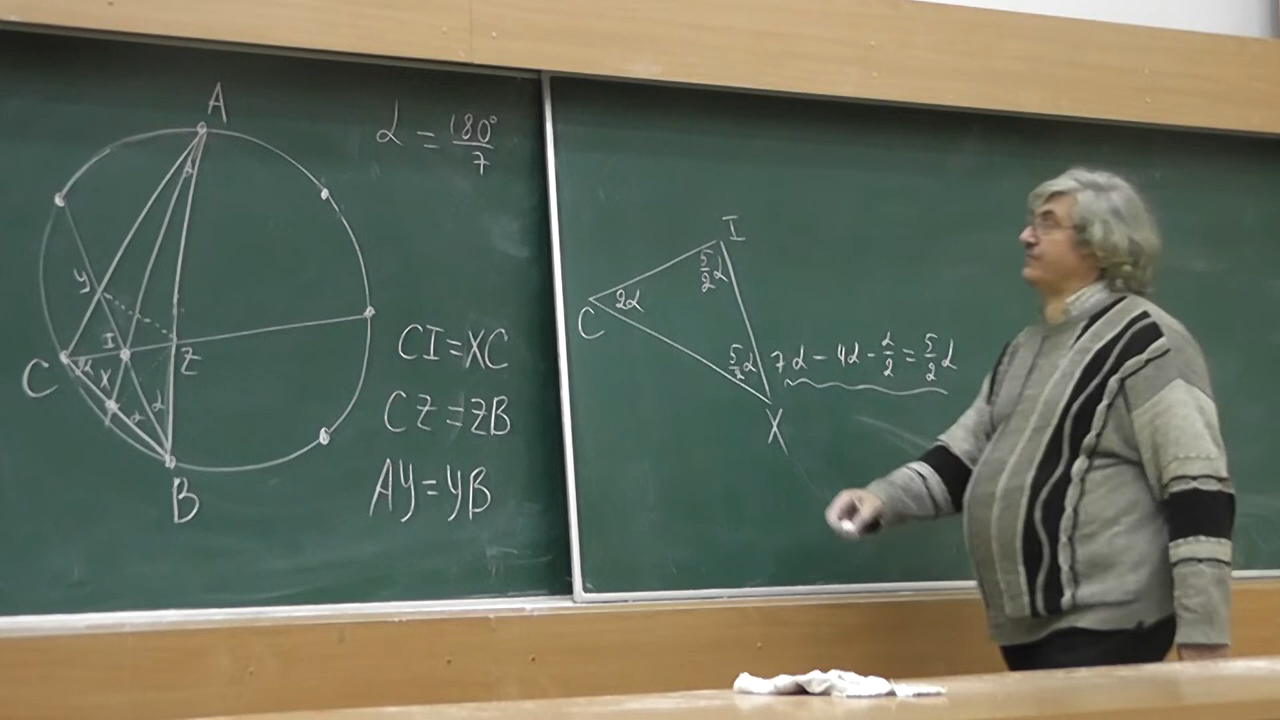 A
α = 180°/7
y
I
C
α
X
Z
α
α
B
CI = XC
CZ = ZB
AY = YB
I
5/2 α
2α
C
5/2 α
7α - 4α - α/2 = 5/2 α
X